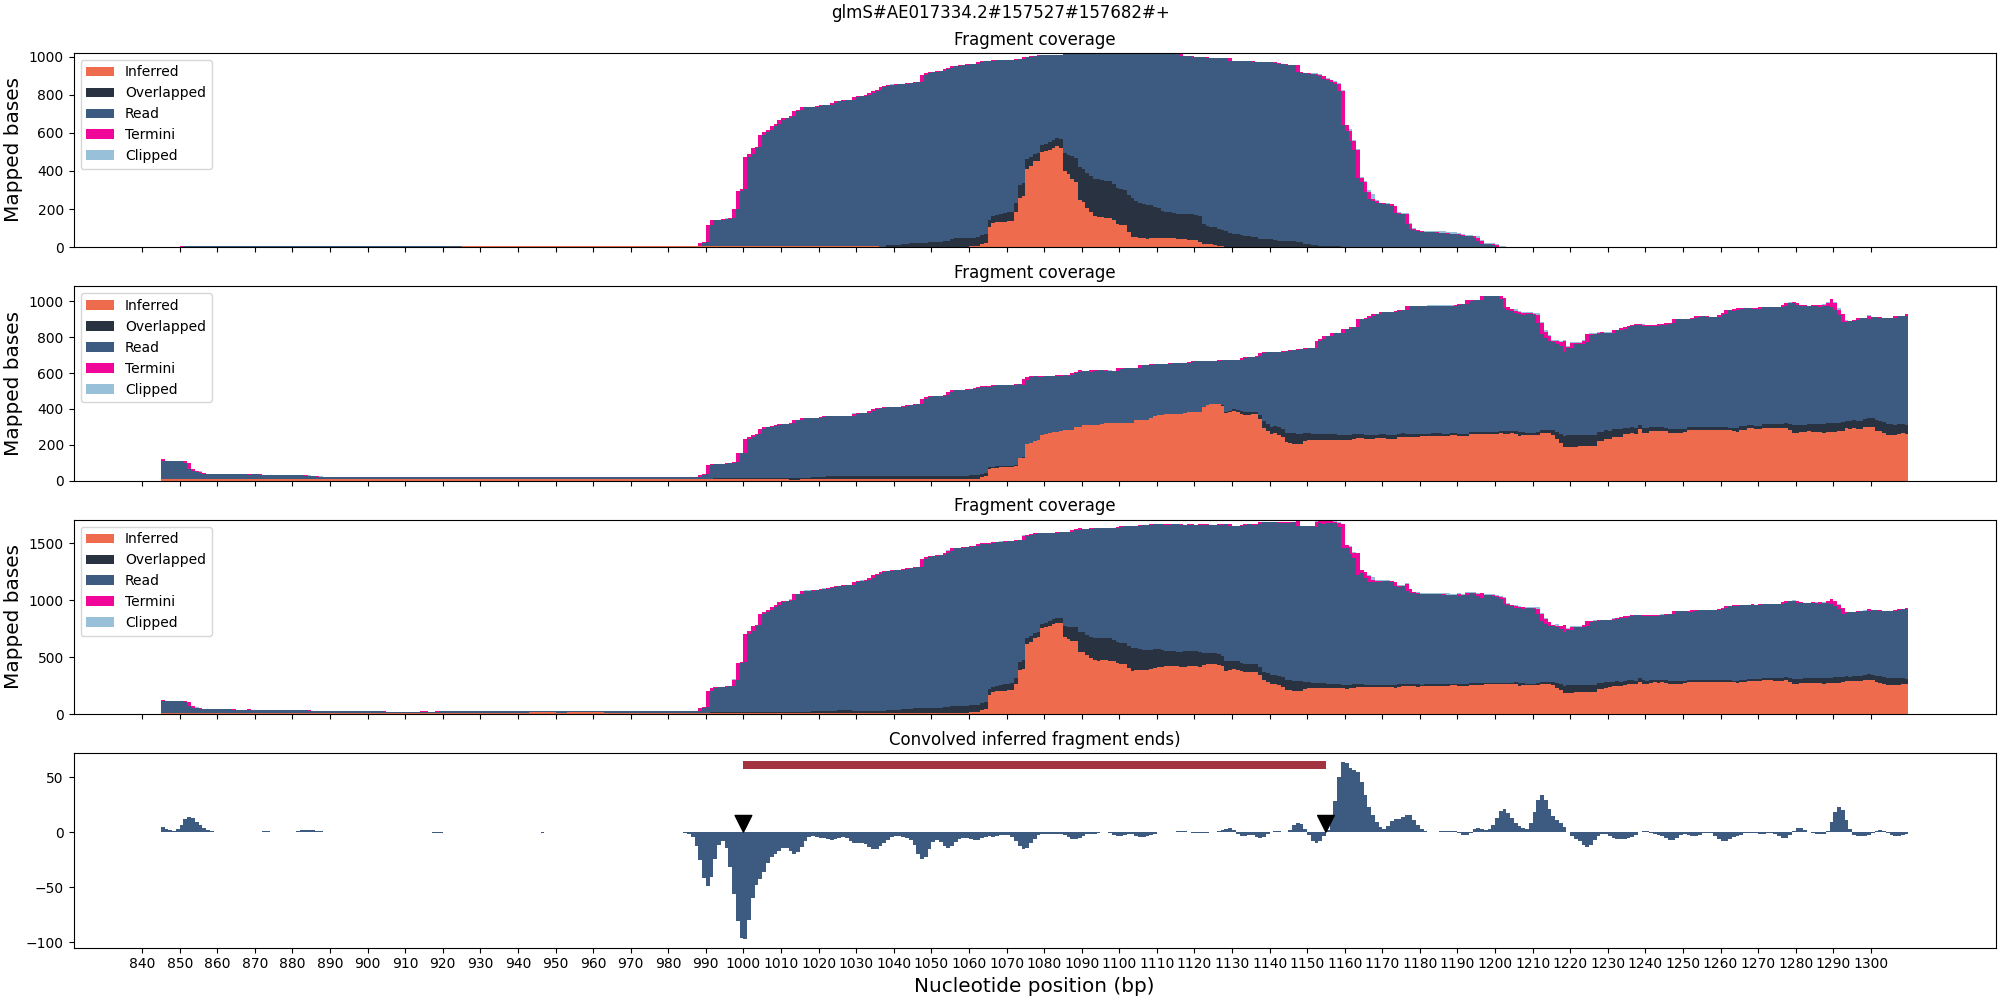 glmS#AE017334.2#157527#157682#+
Fragment coverage
Mapped bases
1000
800
600
400
200
0
Inferred
Overlapped
Read
Termini
Clipped
Fragment coverage
Mapped bases
1000
800
600
400
200
0
Inferred
Overlapped
Read
Termini
Clipped
Fragment coverage
Mapped bases
1500
1000
500
0
Inferred
Overlapped
Read
Termini
Clipped
Convolved inferred fragment ends)
50
0
−50
−100
840 850 860 870 880 890 900 910 920 930 940 950 960 970 980 990 1000 1010 1020 1030 1040 1050 1060 1070 1080 1090 1100 1110 1120 1130 1140 1150 1160 1170 1180 1190 1200 1210 1220 1230 1240 1250 1260 1270 1280 1290 1300
Nucleotide position (bp)